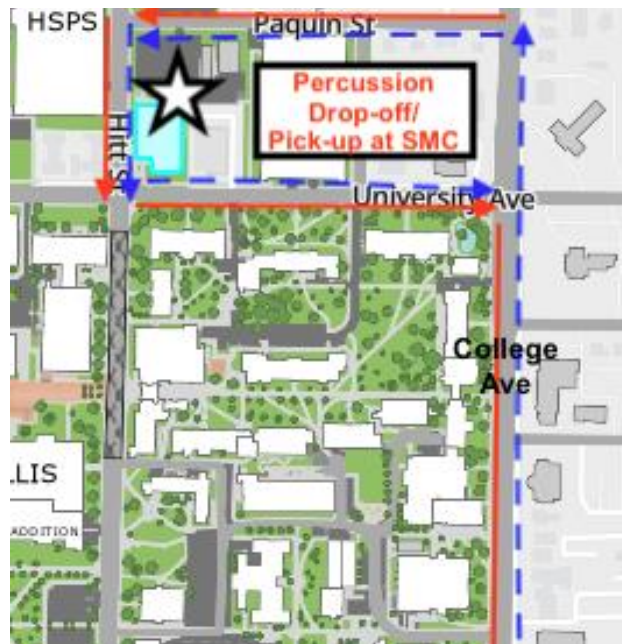 HSPS
Paquin St
Percussion
Drop-off/
Pick-up at SMC
Hitt St
University Ave
College
Ave
LLIS
ADDITION